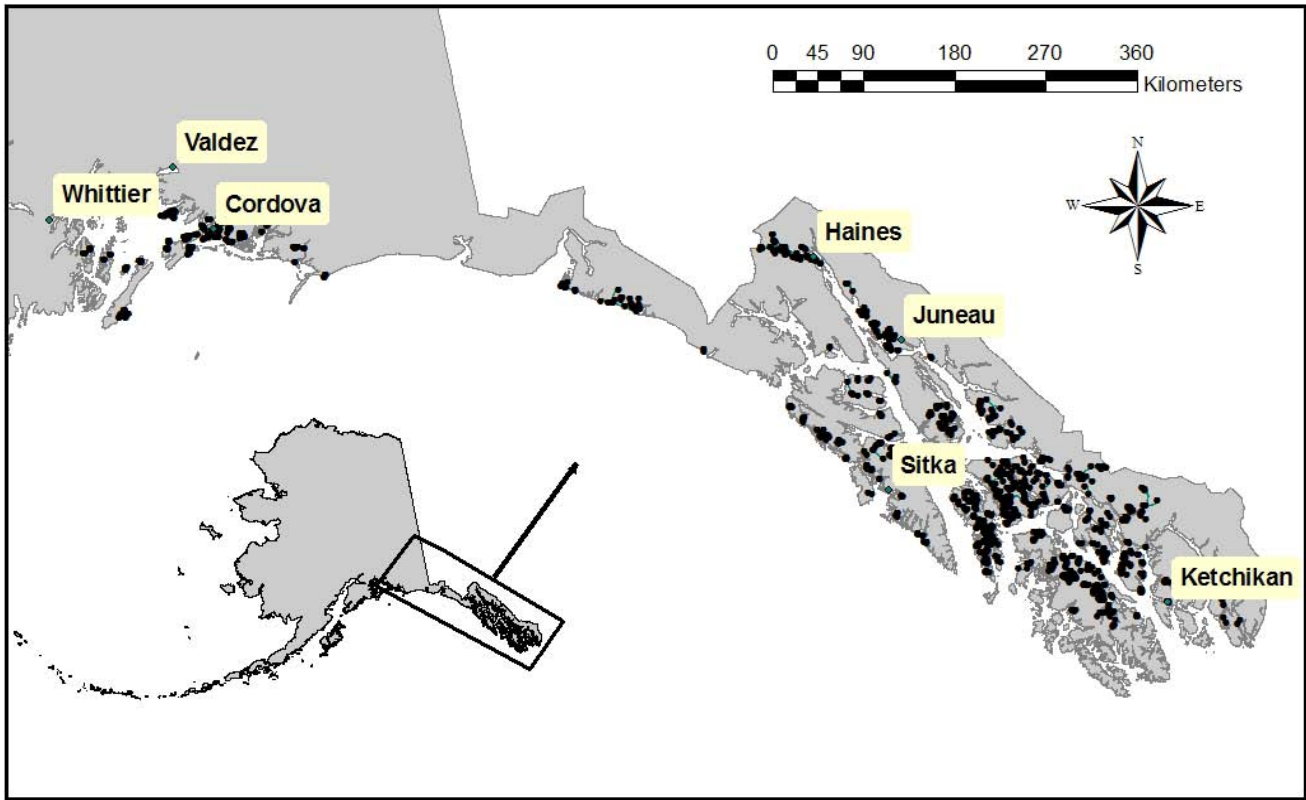 0 45 90 180 270 360
Kilometers
N
W E
S
Valdez
Whittier
Cordova
Haines
Juneau
Sitka
Ketchikan